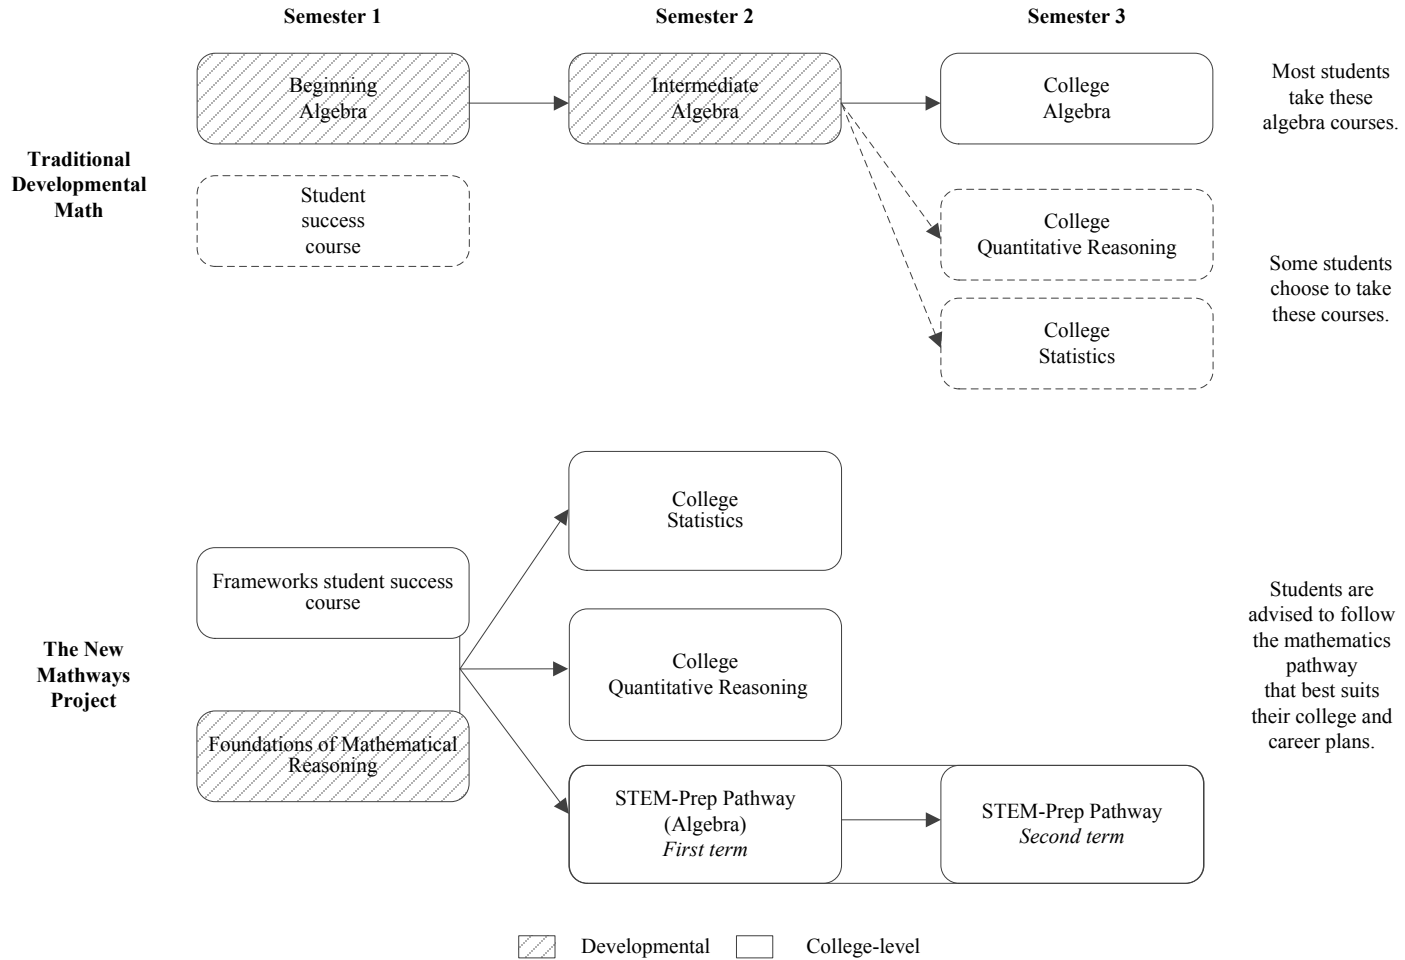 Semester 1
Semester 2
Semester 3
Traditional
Developmental
Math
Beginning
Algebra
Intermediate
Algebra
College
Algebra
Most students
take these
algebra courses.
Student
success
course
College
Quantitative Reasoning
College
Statistics
Some students
choose to take
these courses.
The New
Mathways
Project
Frameworks student success
course
Foundations of Mathematical
Reasoning
College
Statistics
College
Quantitative Reasoning
STEM-Prep Pathway
(Algebra)
First term
STEM-Prep Pathway
Second term
Students are
advised to follow
the mathematics
pathway
that best suits
their college and
career plans.
Developmental
College-level